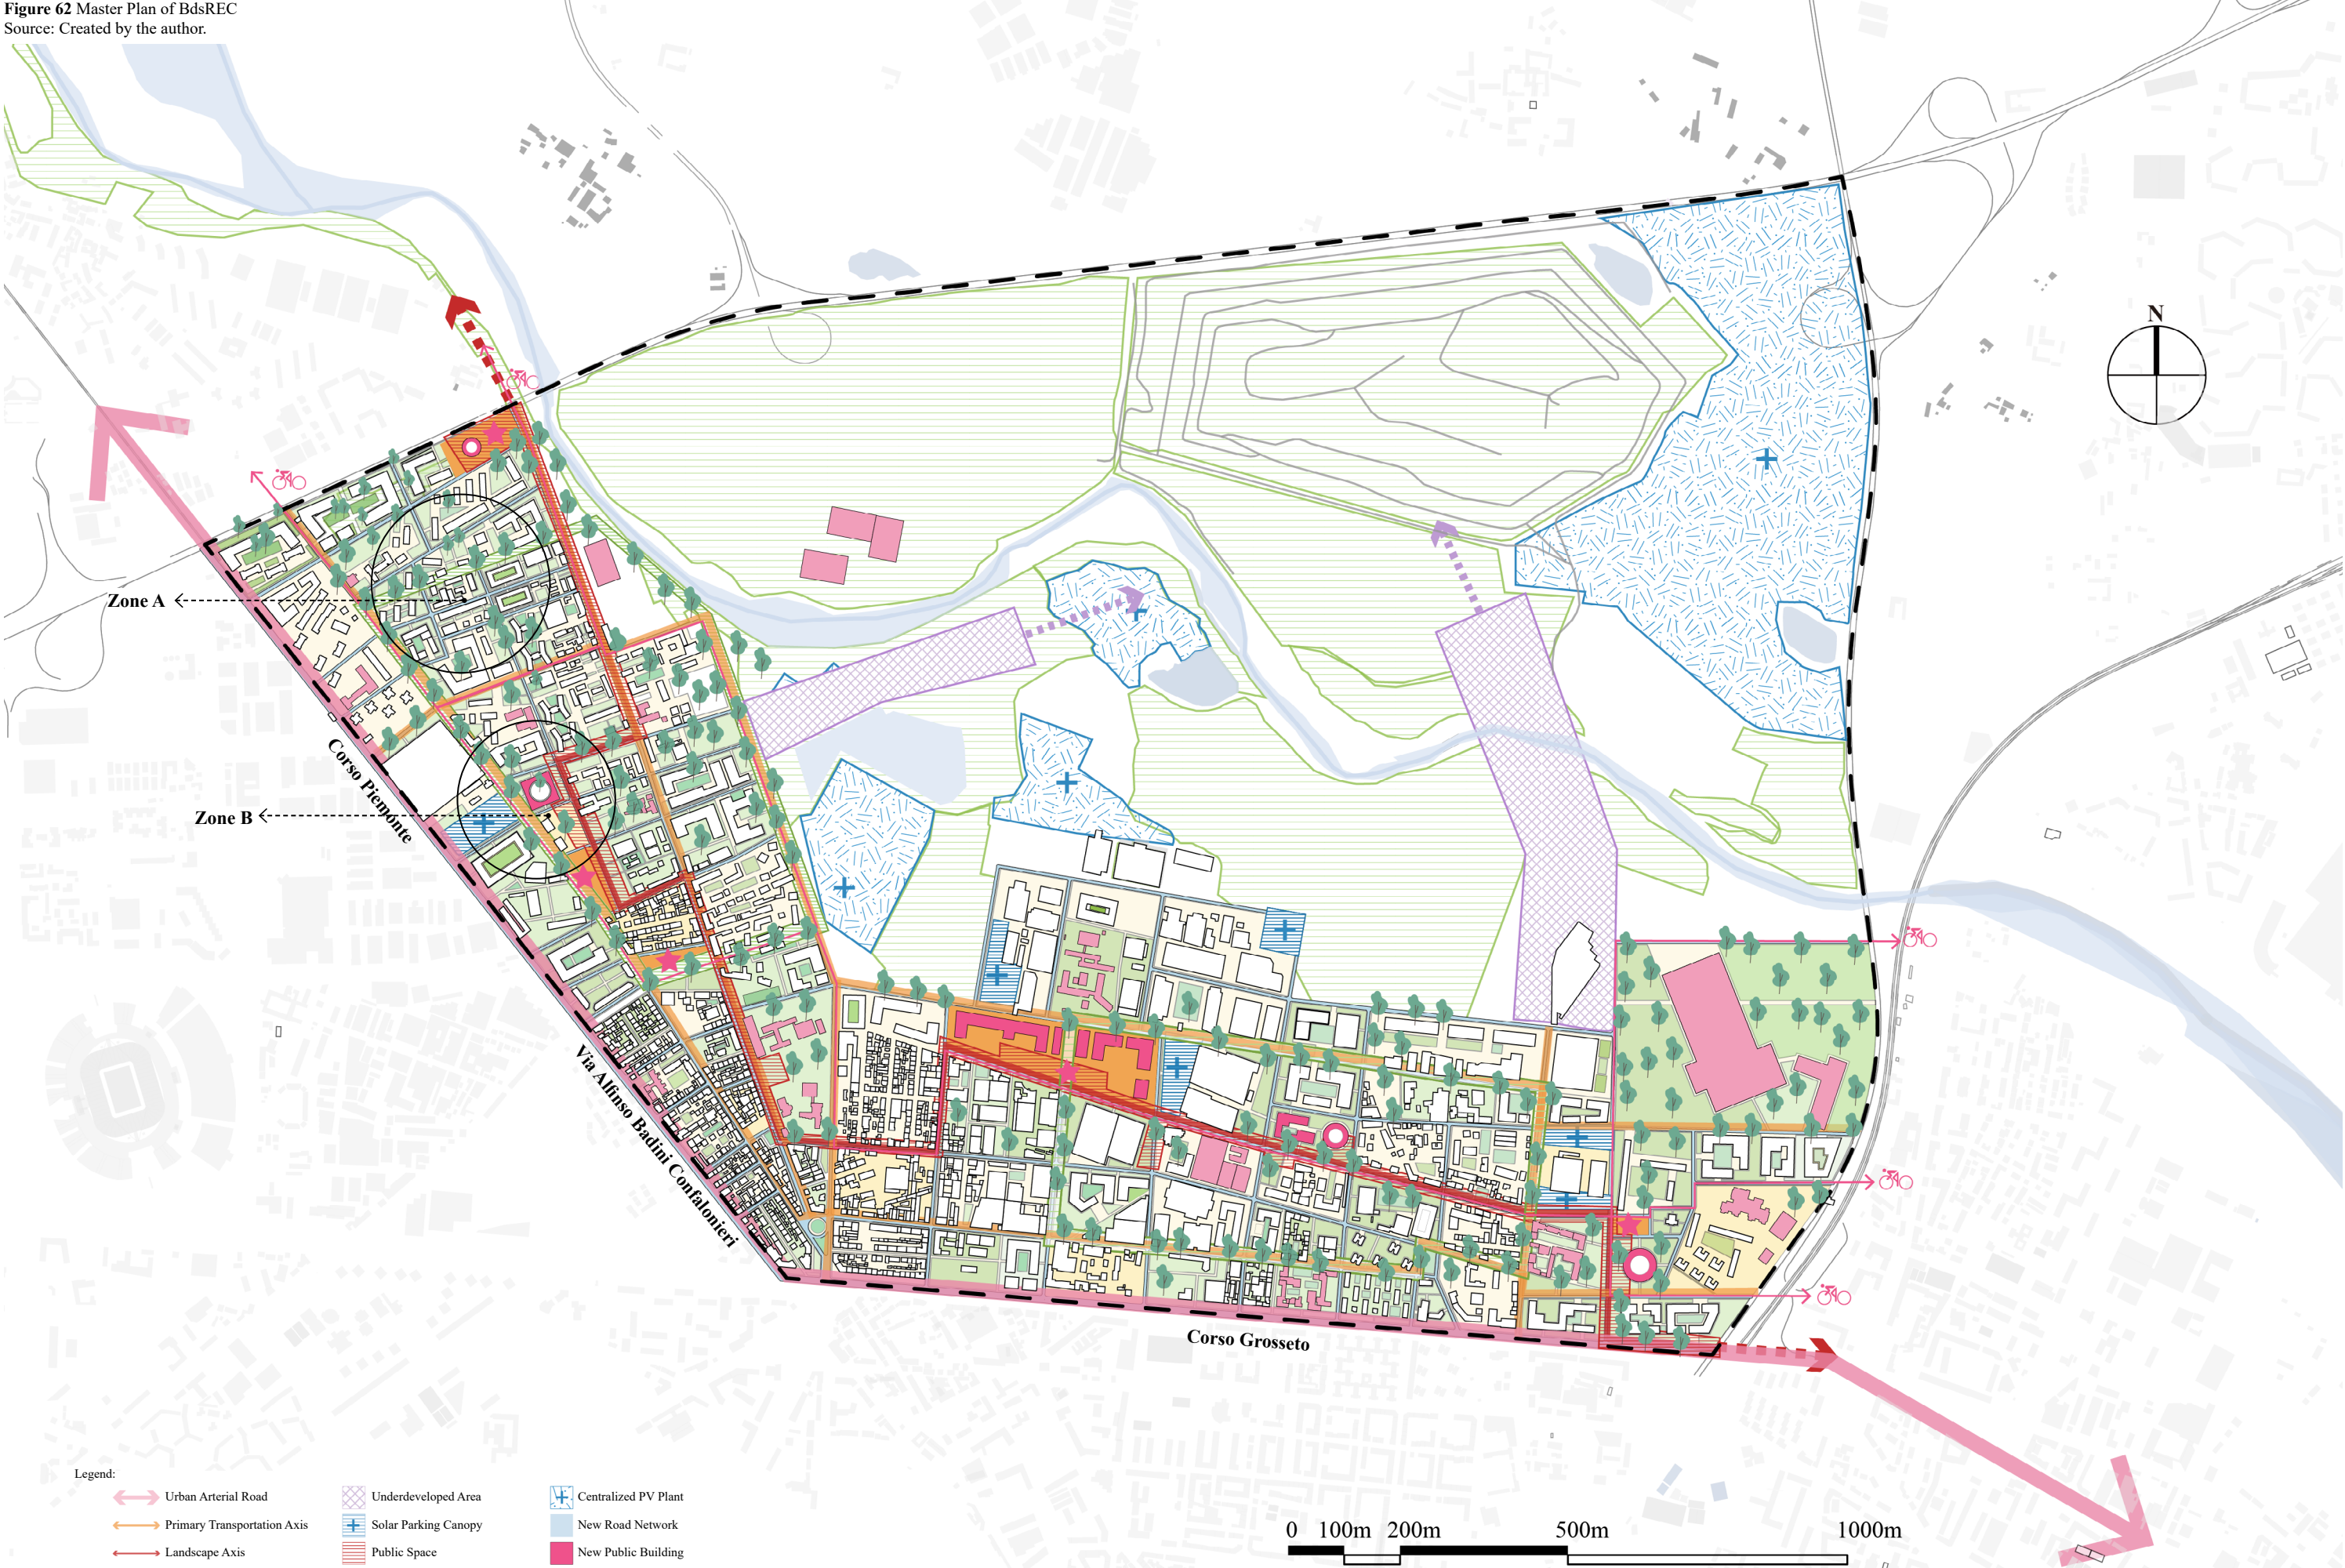 Figure 62 Master Plan of BdsREC
Source: Created by the author.
N
Zone A
Corso Piemonte
Zone B
Via Alfinso Badini Confalonieri
Corso Grosseto
Legend:
Urban Arterial Road
Underdeveloped Area
Centralized PV Plant
Primary Transportation Axis
Solar Parking Canopy
New Road Network
Landscape Axis
Public Space
New Public Building
0 100m 200m 500m 1000m